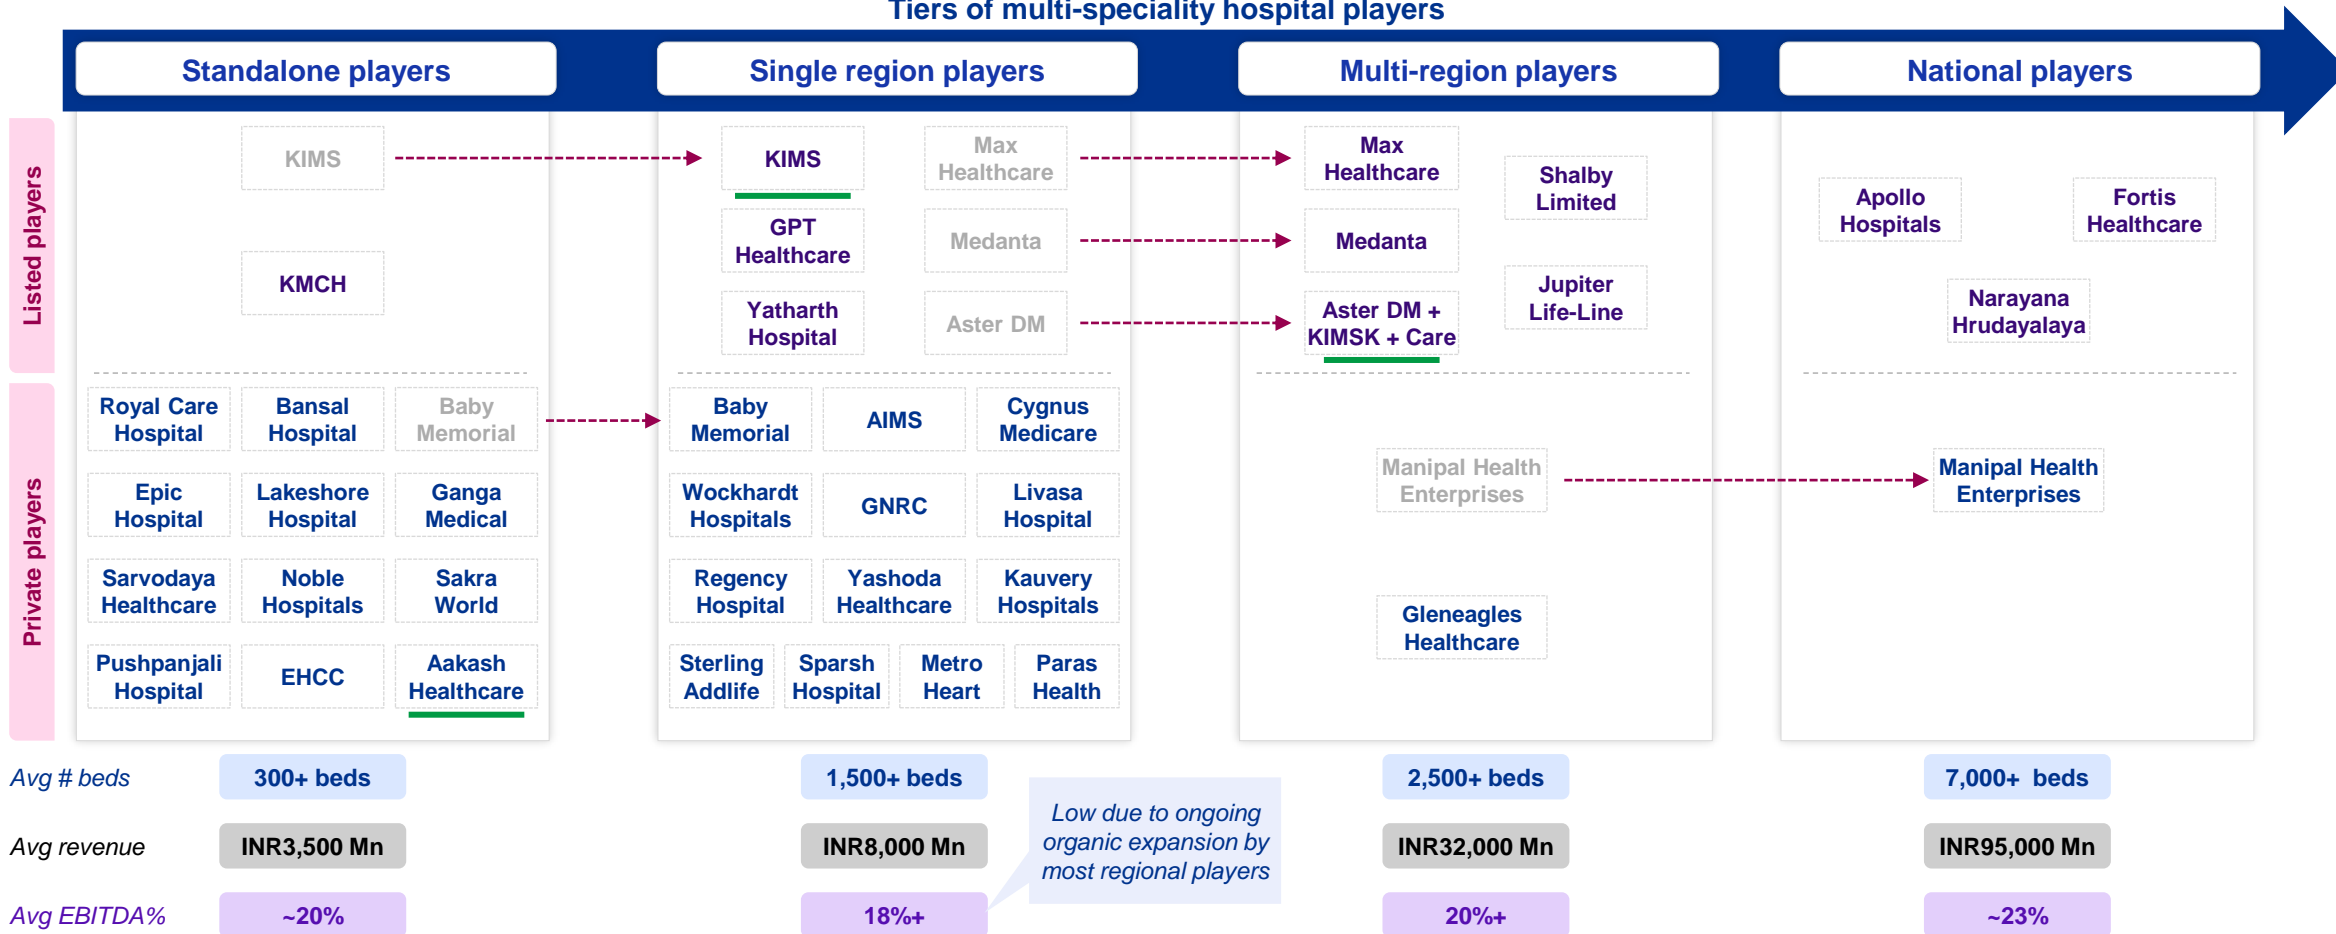 Tiers of multi-speciality hospital players
Standalone players
Single region players
Multi-region players
National players
Listed players
KIMS
KMCH
KIMS
Max
Healthcare
GPT
Healthcare
Medanta
Yatharth
Hospital
Aster DM
Max
Healthcare
Shalby
Limited
Medanta
Jupiter
Life-Line
Aster DM +
KIMSK + Care
Apollo
Hospitals
Fortis
Healthcare
Narayana
Hrudayalaya
Private players
Royal Care
Hospital
Bansal
Hospital
Baby
Memorial
Epic
Hospital
Lakeshore
Hospital
Ganga
Medical
Sarvodaya
Healthcare
Noble
Hospitals
Sakra
World
Pushpanjali
Hospital
EHCC
Aakash
Healthcare
Baby
Memorial
AIMS
Cygnus
Medicare
Wockhardt
Hospitals
GNRC
Livasa
Hospital
Regency
Hospital
Yashoda
Healthcare
Kauvery
Hospitals
Sterling
Addlife
Sparsh
Hospital
Metro
Heart
Paras
Health
Manipal Health
Enterprises
Gleneagles
Healthcare
Manipal Health
Enterprises
Avg # beds
300+ beds
1,500+ beds
2,500+ beds
7,000+ beds
Avg revenue
INR3,500 Mn
INR8,000 Mn
INR32,000 Mn
INR95,000 Mn
Avg EBITDA%
~20%
18%+
20%+
~23%
Low due to ongoing
organic expansion by
most regional players